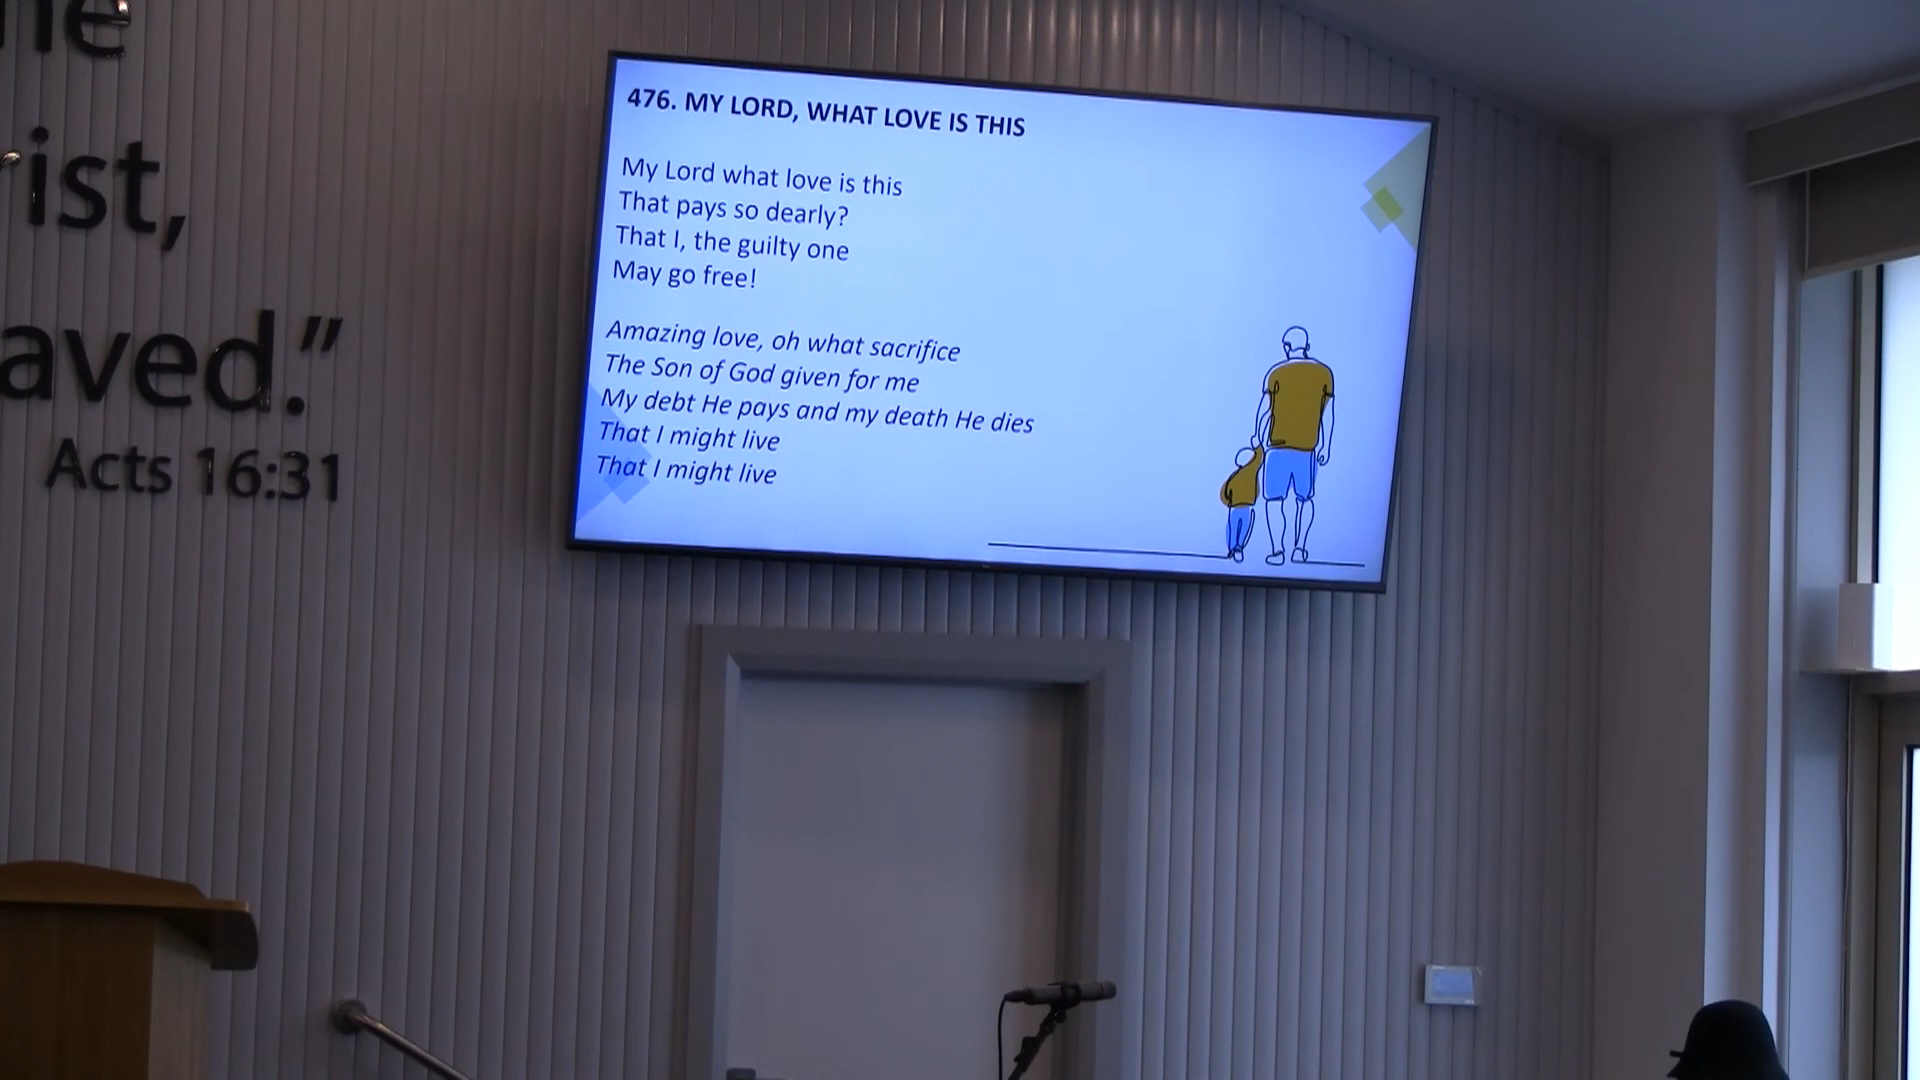 ne
rist,
aved.”
Acts 16:31
476. MY LORD, WHAT LOVE IS THIS
My Lord what love is this
That pays so dearly?
That I, the guilty one
May go free!
Amazing love, oh what sacrifice
The Son of God given for me
My debt He pays and my death He dies
That I might live
That I might live